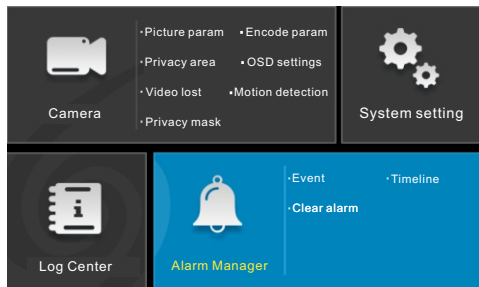 ·Picture param ▪Encode param
·Privacy area ▪OSD settings
·Video lost ▪Motion detection
·Privacy mask
Camera
System setting
i
Log Center
·Event ·Timeline
·Clear alarm
Alarm Manager